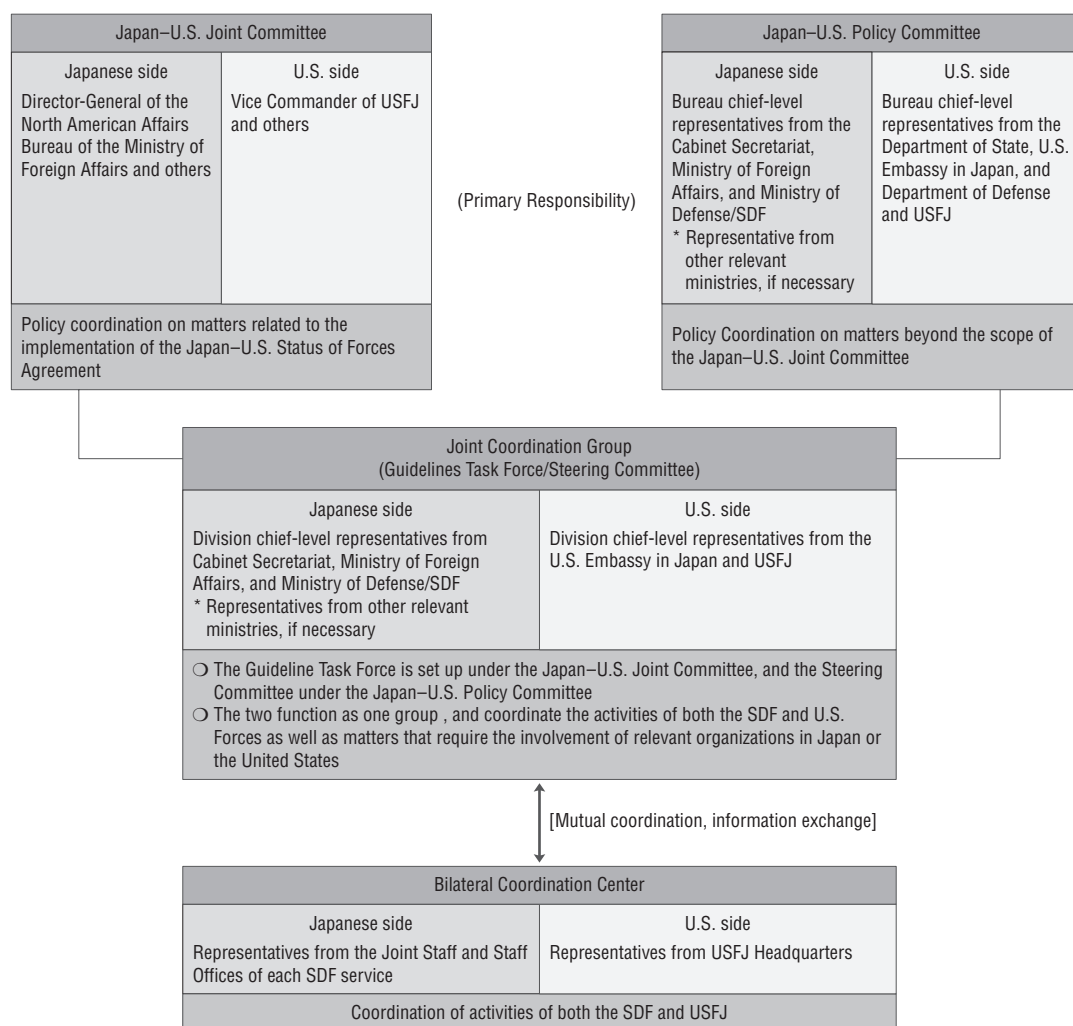 Japan–U.S. Joint Committee
Japanese side
Director-General of the
North American Affairs
Bureau of the Ministry of
Foreign Affairs and others
U.S. side
Vice Commander of USFJ
and others
Policy coordination on matters related to the
implementation of the Japan–U.S. Status of Forces
Agreement
(Primary Responsibility)
Japan–U.S. Policy Committee
Japanese side
Bureau chief-level
representatives from the
Cabinet Secretariat,
Ministry of Foreign
Affairs, and Ministry of
Defense/SDF
* Representative from
other relevant
ministries, if necessary
U.S. side
Bureau chief-level
representatives from the
Department of State, U.S.
Embassy in Japan, and
Department of Defense
and USFJ
Policy Coordination on matters beyond the scope of
the Japan–U.S. Joint Committee
Joint Coordination Group
(Guidelines Task Force/Steering Committee)
Japanese side
Division chief-level representatives from
Cabinet Secretariat, Ministry of Foreign
Affairs, and Ministry of Defense/SDF
* Representatives from other relevant
ministries, if necessary
U.S. side
Division chief-level representatives from the
U.S. Embassy in Japan and USFJ
❍ The Guideline Task Force is set up under the Japan–U.S. Joint Committee, and the Steering
Committee under the Japan–U.S. Policy Committee
❍ The two function as one group , and coordinate the activities of both the SDF and U.S.
Forces as well as matters that require the involvement of relevant organizations in Japan or
the United States
[Mutual coordination, information exchange]
Bilateral Coordination Center
Japanese side
Representatives from the Joint Staff and Staff
Offices of each SDF service
U.S. side
Representatives from USFJ Headquarters
Coordination of activities of both the SDF and USFJ